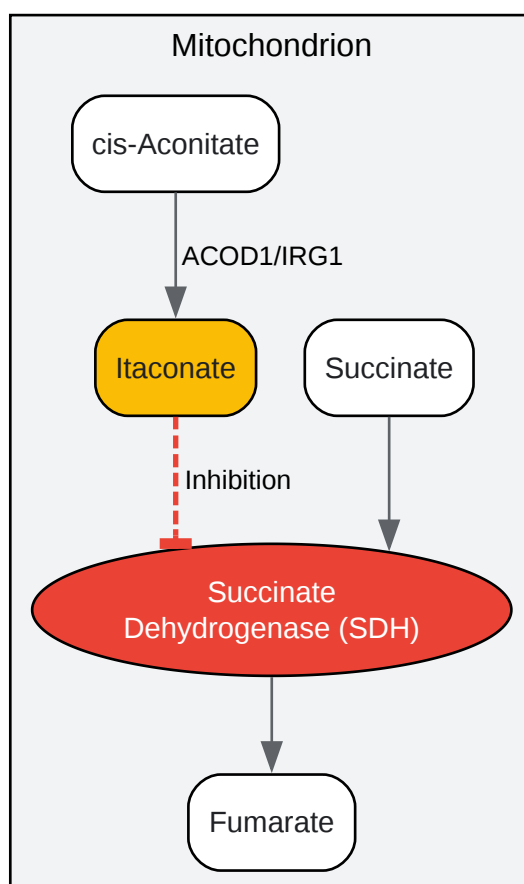 Mitochondrion
cis-Aconitate
ACOD1/IRG1
Itaconate
Succinate
Inhibition
Succinate
Dehydrogenase (SDH)
Fumarate